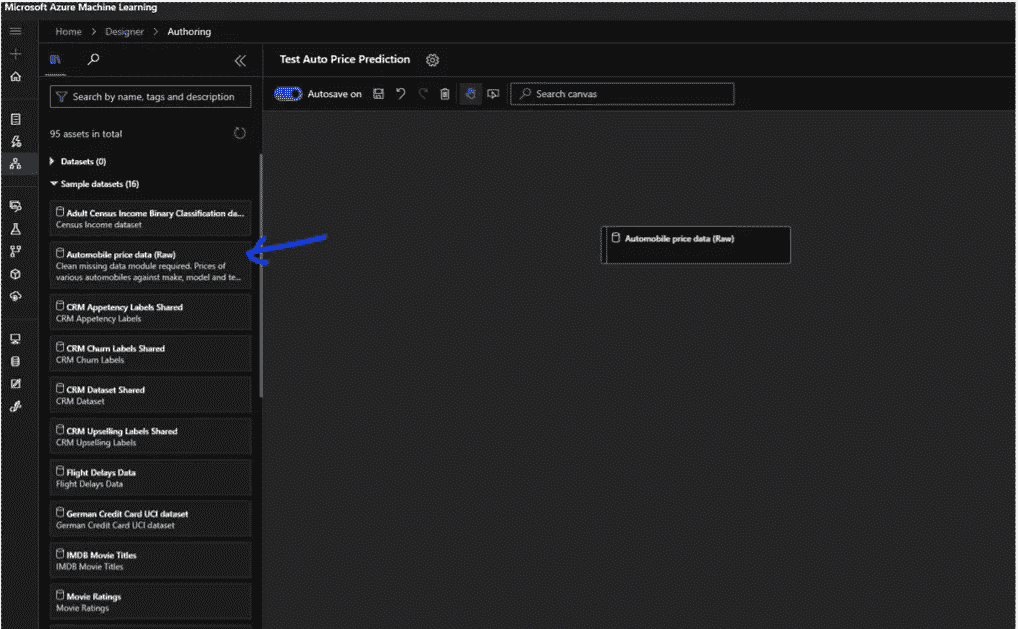 Microsoft Azure Machine Learning
Home > Designer > Authoring
Test Auto Price Prediction
Search by name, tags and description
Autosave on
Search canvas
95 assets in total
Datasets (0)
Sample datasets (16)
Adult Census Income Binary Classification da...
Census Income dataset
Automobile price data (Raw)
Clean missing data module required. Prices of
various automobiles against make, model and te...
CRM Appetency Labels Shared
CRM Appetency Labels
CRM Churn Labels Shared
CRM Churn Labels
CRM Dataset Shared
CRM Dataset
CRM Upselling Labels Shared
CRM Upselling Labels
Flight Delays Data
Flight Delays Data
German Credit Card UCI dataset
German Credit Card UCI dataset
IMDB Movie Titles
IMDB Movie Titles
Movie Ratings
Movie Ratings
Automobile price data (Raw)